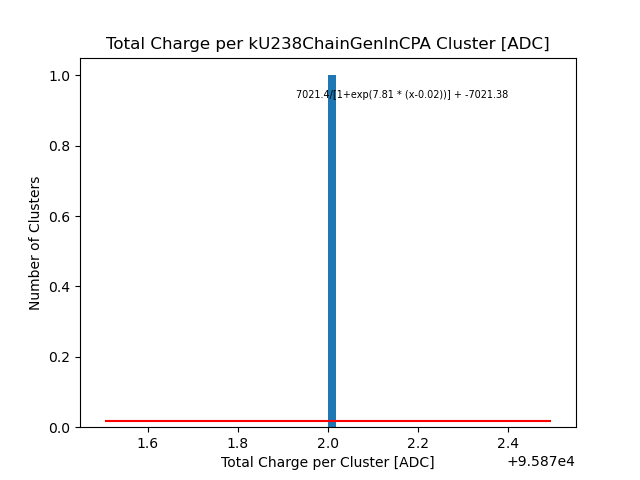 Total Charge per kU238ChainGenInCPA Cluster [ADC]
1.0
7021.4/[1+exp(7.81 * (x-0.02))] + -7021.38
0.8
0.6
0.4
0.2
0.0
Number of Clusters
1.6 1.8 2.0 2.2 2.4
Total Charge per Cluster [ADC]
+9.587e4